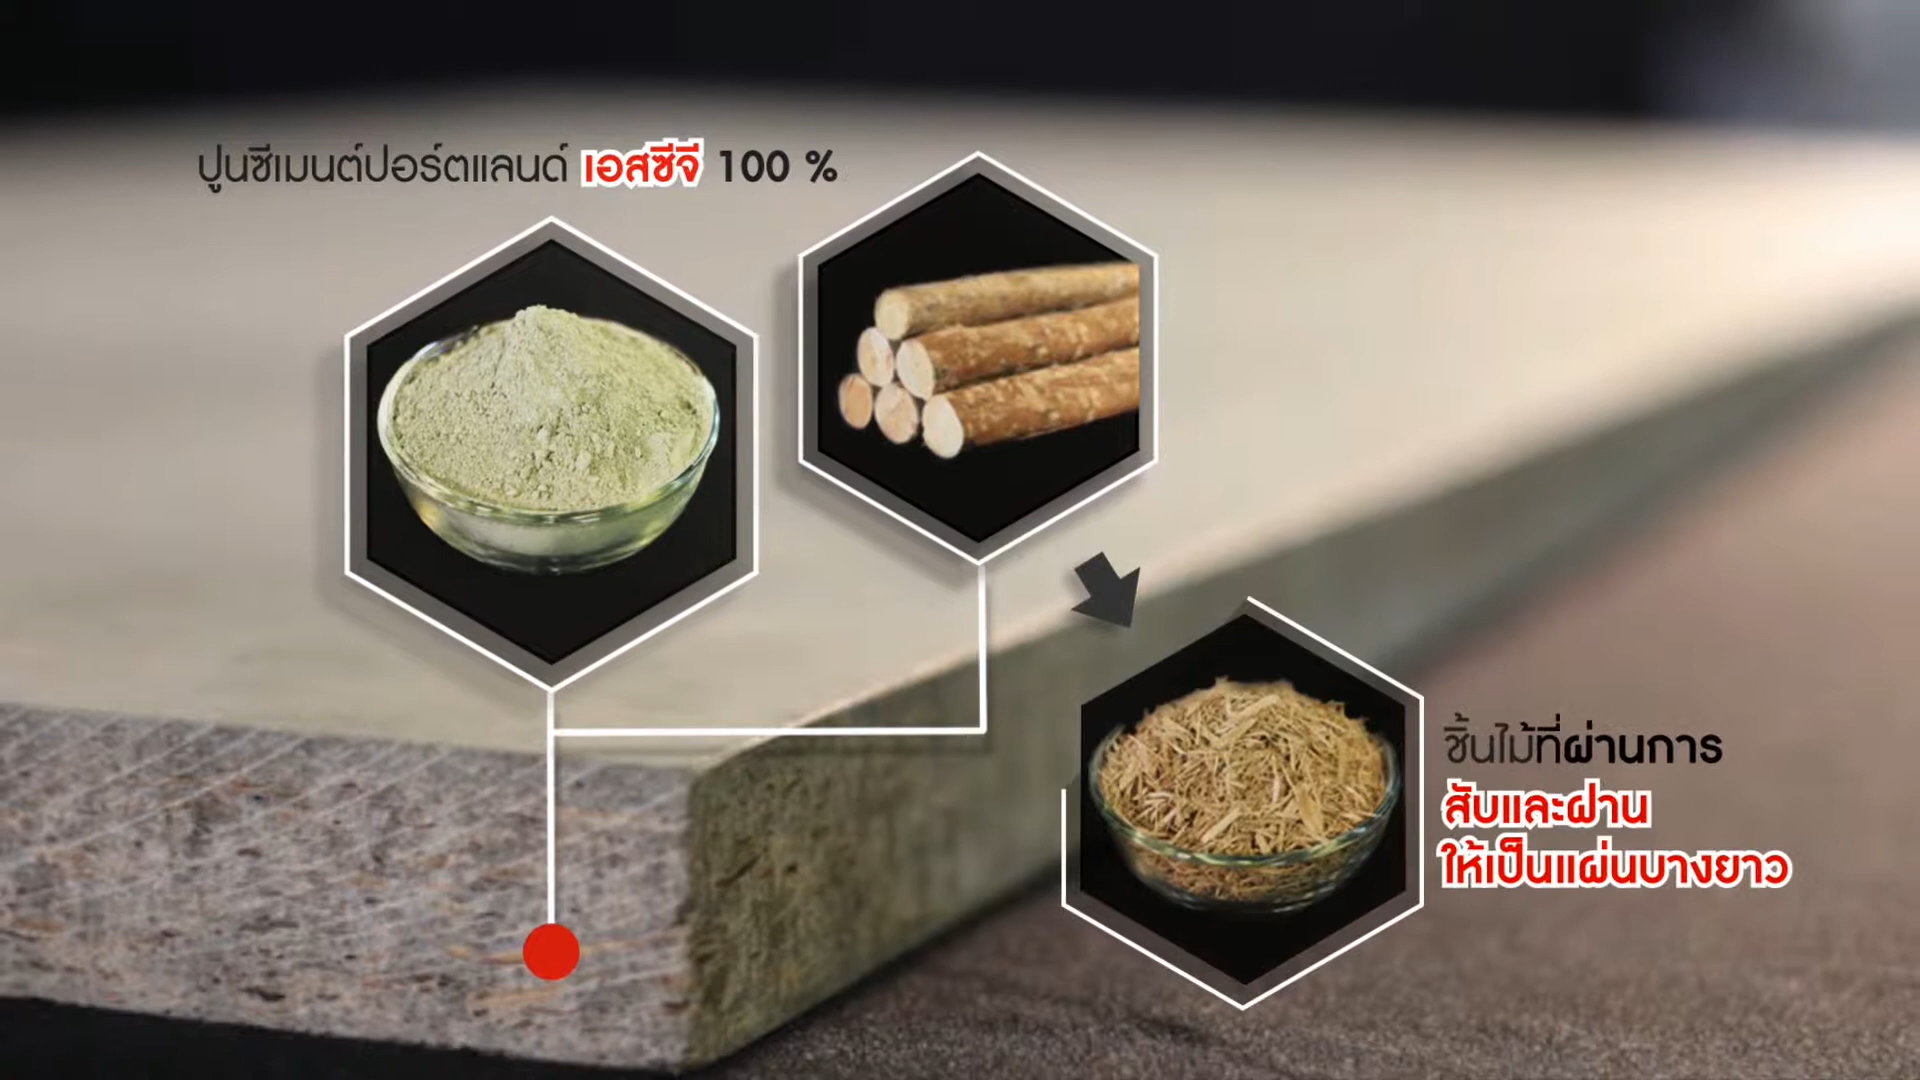 ปูนซีเมนต์ปอร์ตแลนด์ เอสซีจี 100 %
ชิ้นไม้ที่ผ่านการ
สับและฝาน
ให้เป็นแผ่นบางยาว